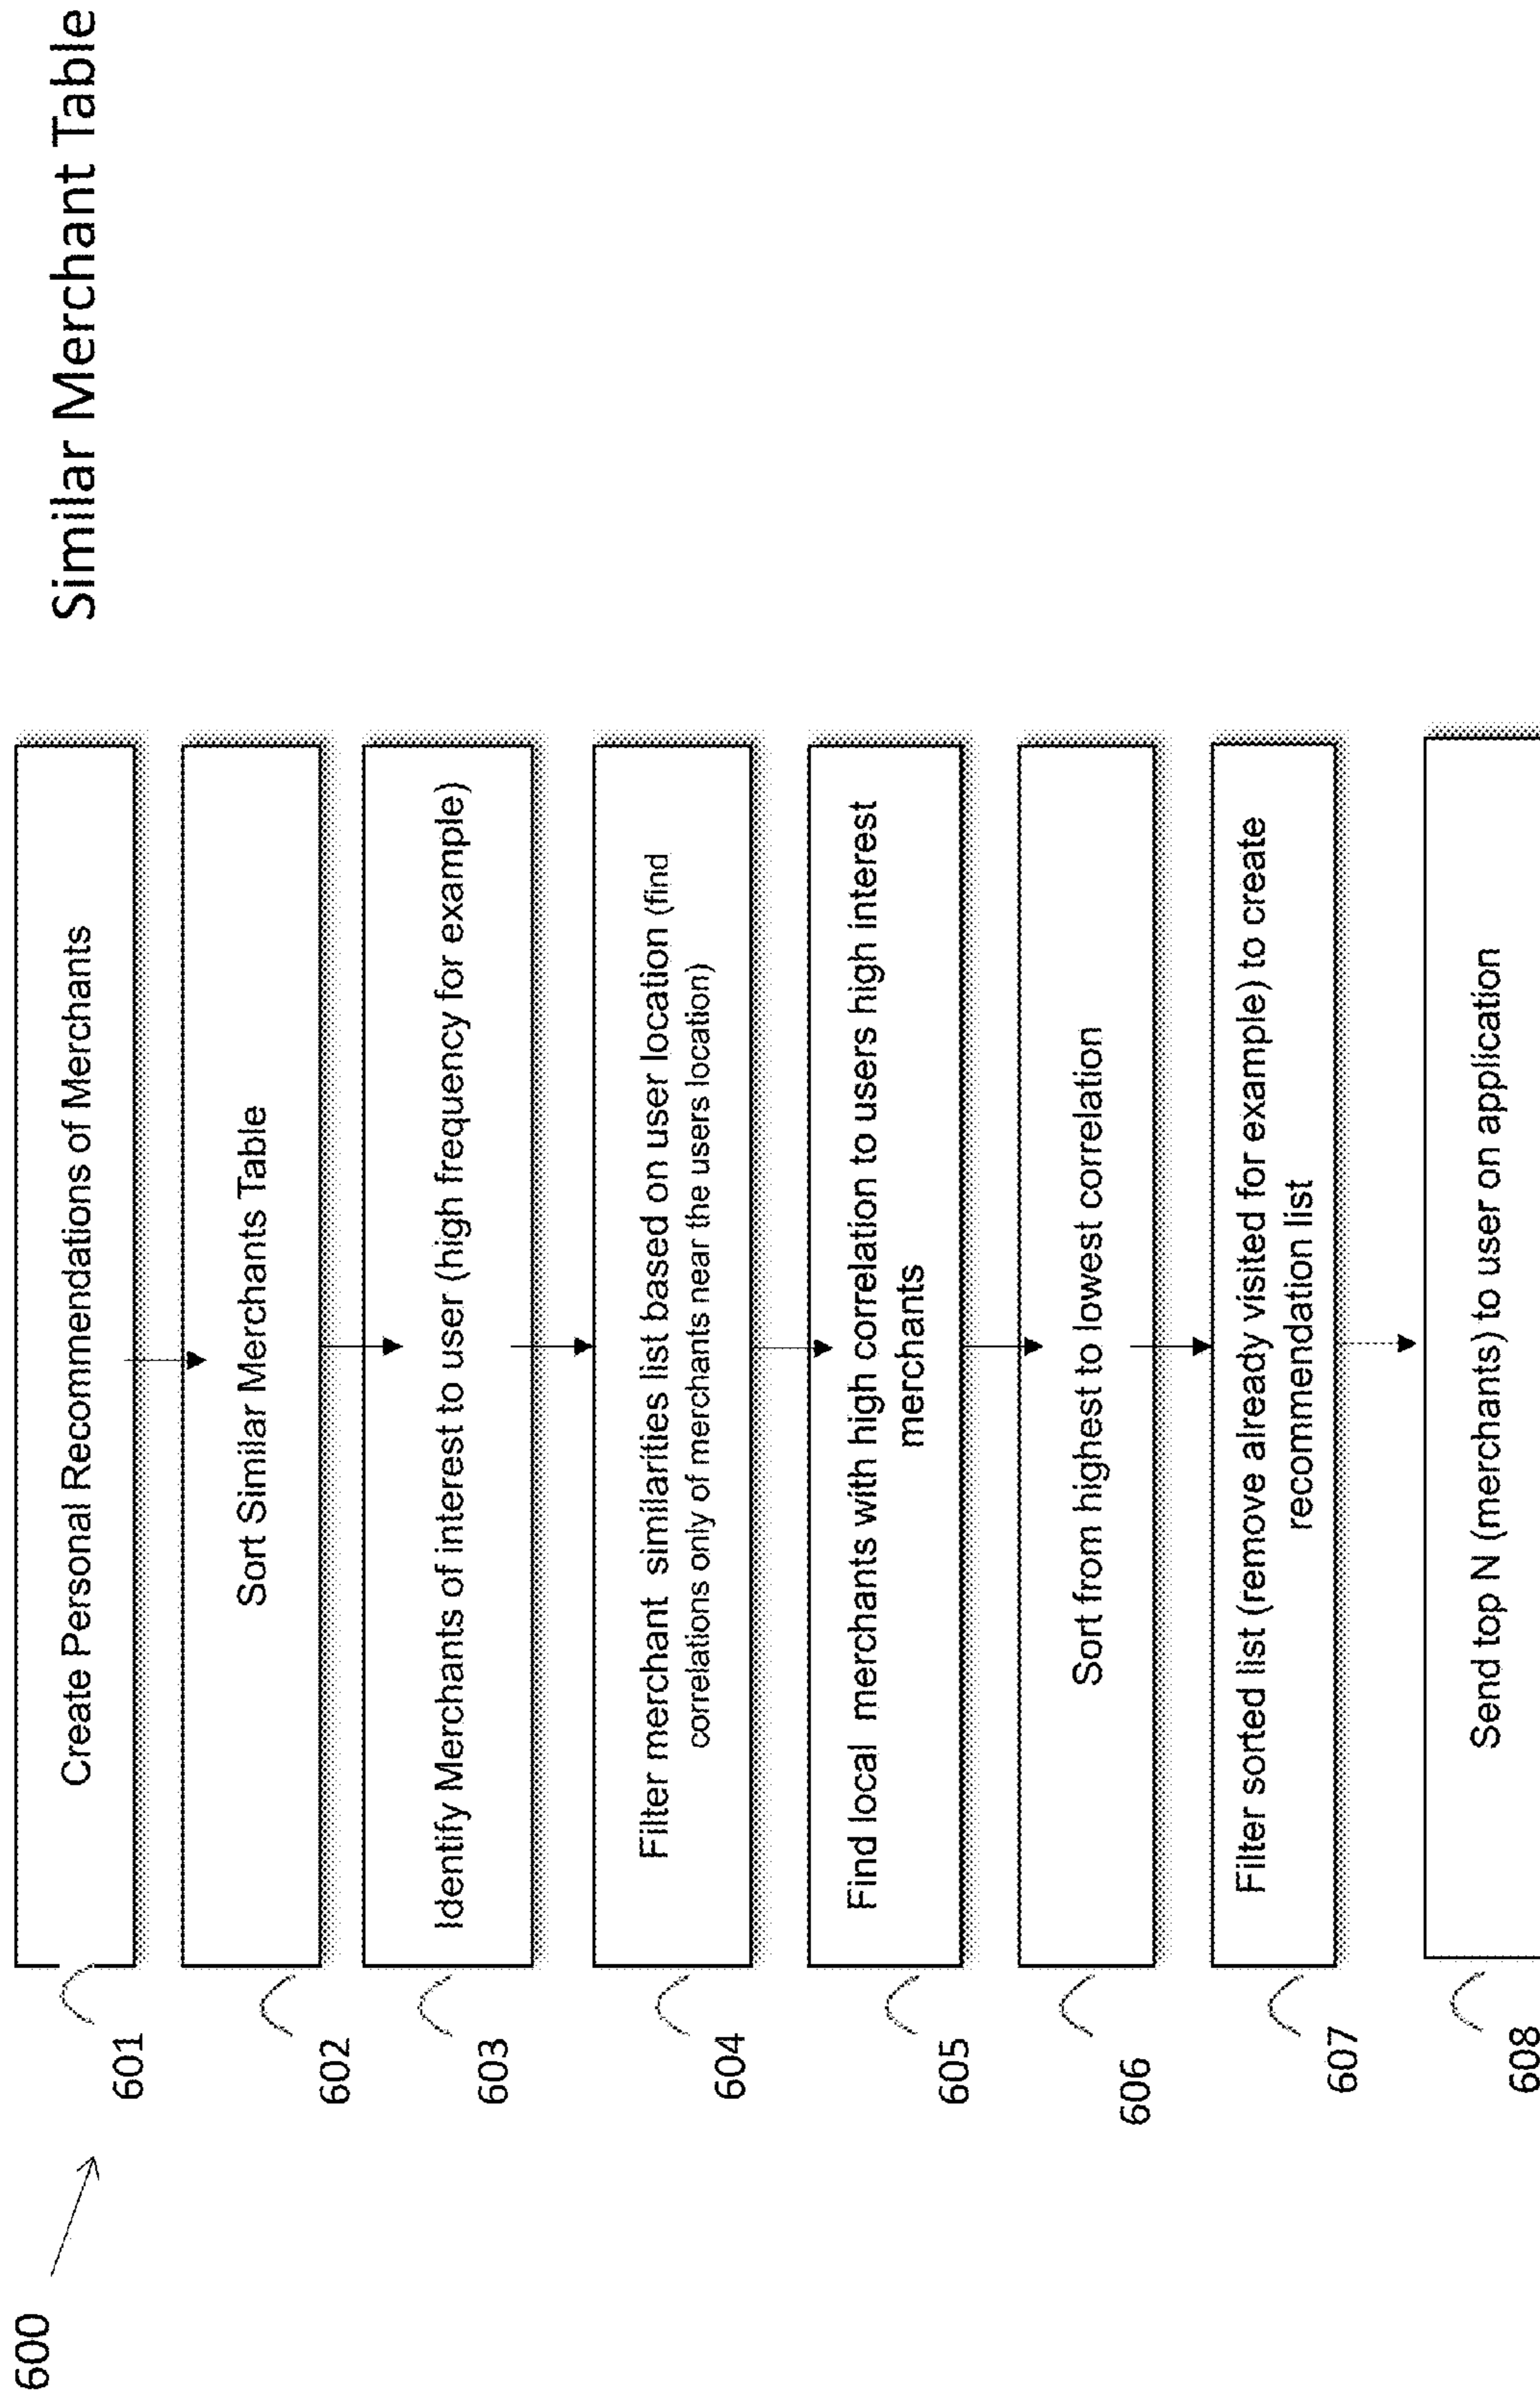 Similar Merchant Table
600
601
Create Personal Recommendations of Merchants
602
Sort Similar Merchants Table
603
Identify Merchants of interest to user (high frequency for example)
604
Filter merchant similarities list based on user location (find
correlations only of merchants near the users location)
605
Find local merchants with high correlation to users high interest
merchants
606
Sort from highest to lowest correlation
607
Filter sorted list (remove already visited for example) to create
recommendation list
608
Send top N (merchants) to user on application